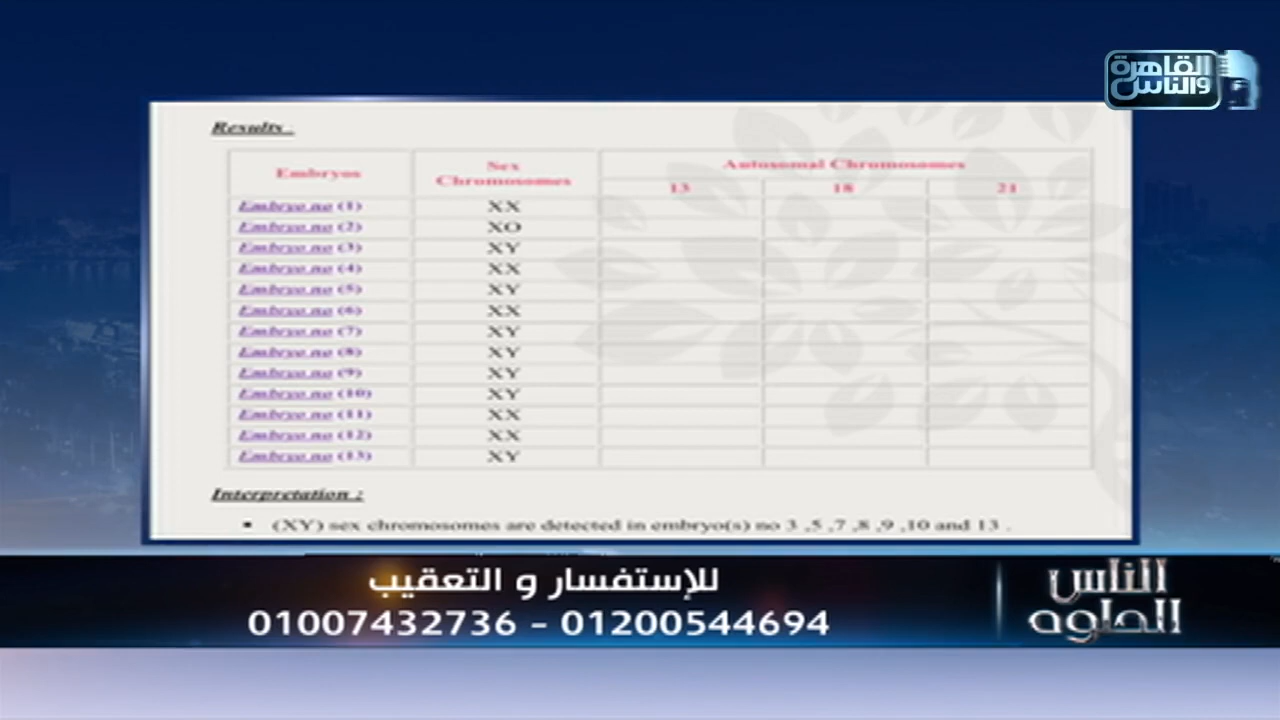 القاهرة
والناس
Results :
Embryos
Sex
Chromosomes
Autosomal Chromosomes
13 18 21
Embryo no (1) XX
Embryo no (2) XO
Embryo no (3) XY
Embryo no (4) XX
Embryo no (5) XY
Embryo no (6) XX
Embryo no (7) XY
Embryo no (8) XY
Embryo no (9) XY
Embryo no (10) XY
Embryo no (11) XX
Embryo no (12) XX
Embryo no (13) XY
Interpretation :
▪ (XY) sex chromosomes are detected in embryo(s) no 3 ,5 ,7 ,8 ,9 ,10 and 13 .
للإستفسار و التعقيب
01007432736 - 01200544694
الناس
الحلوه